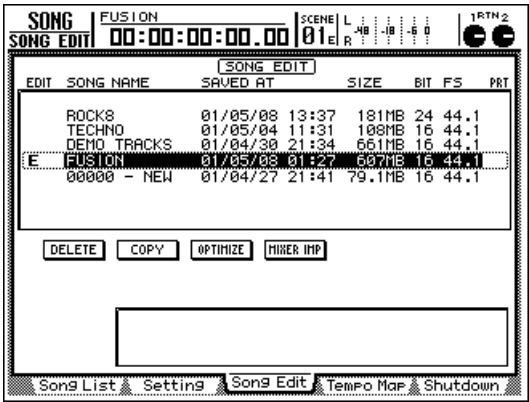 SONG FUSION SCENE L 1RTN2
SONG EDIT 00:00:00:00.00 01E R -48 -18 -6 0
SONG EDIT
EDIT SONG NAME SAVED AT SIZE BIT FS PRT
ROCKS 01/05/08 13:37 181MB 24 44.1
TECHNO 01/05/04 11:31 108MB 16 44.1
DEMO TRACKS 01/04/30 21:34 661MB 16 44.1
E FUSION 01/05/08 01:27 607MB 16 44.1
00000 - NEW 01/04/27 21:41 79.1MB 16 44.1
DELETE COPY OPTIMIZE MIXER IMP
Song List Setting Song Edit Tempo Map Shutdown